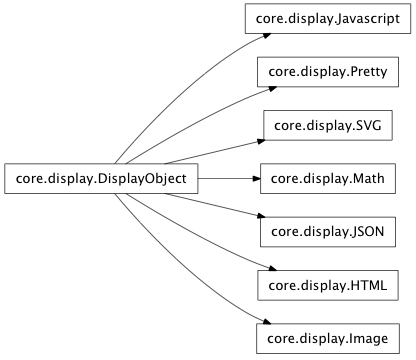 core.display.Javascript
core.display.Pretty
core.display.SVG
core.display.DisplayObject
core.display.Math
core.display.JSON
core.display.HTML
core.display.Image